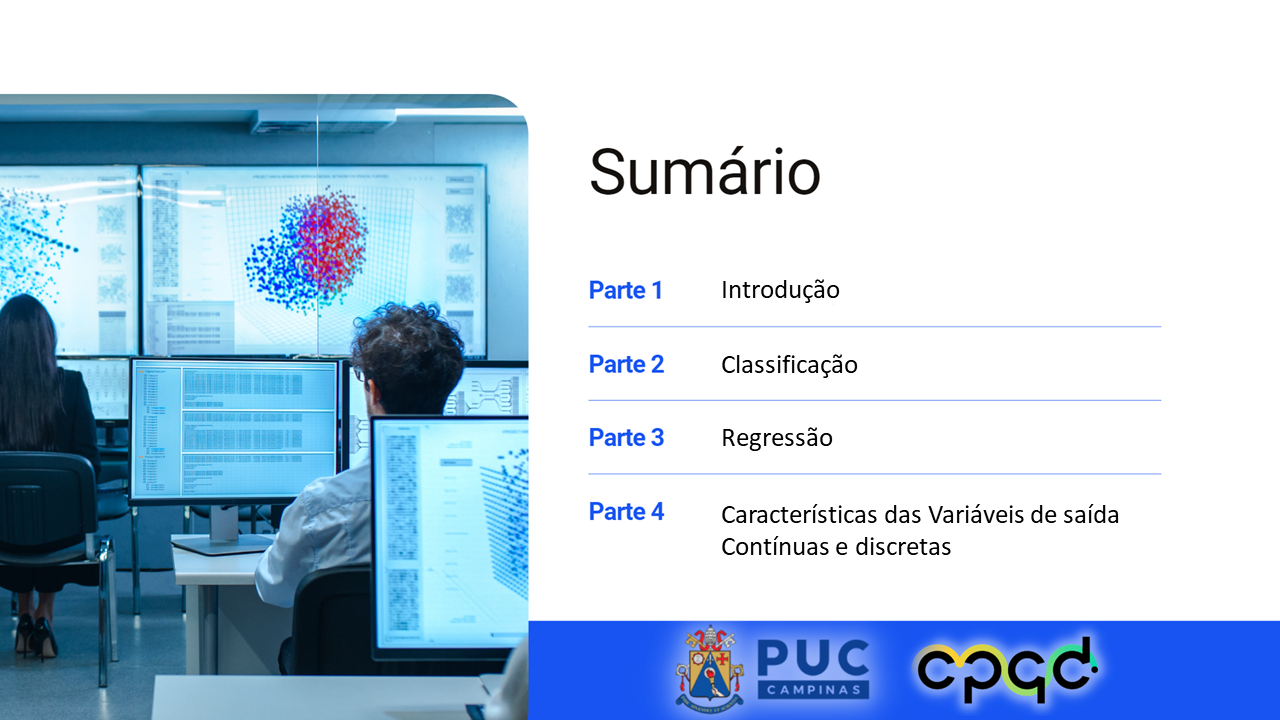 Sumário
Parte 1 Introdução
Parte 2 Classificação
Parte 3 Regressão
Parte 4 Características das Variáveis de saída
Contínuas e discretas
PUC
CAMPINAS
cpqd